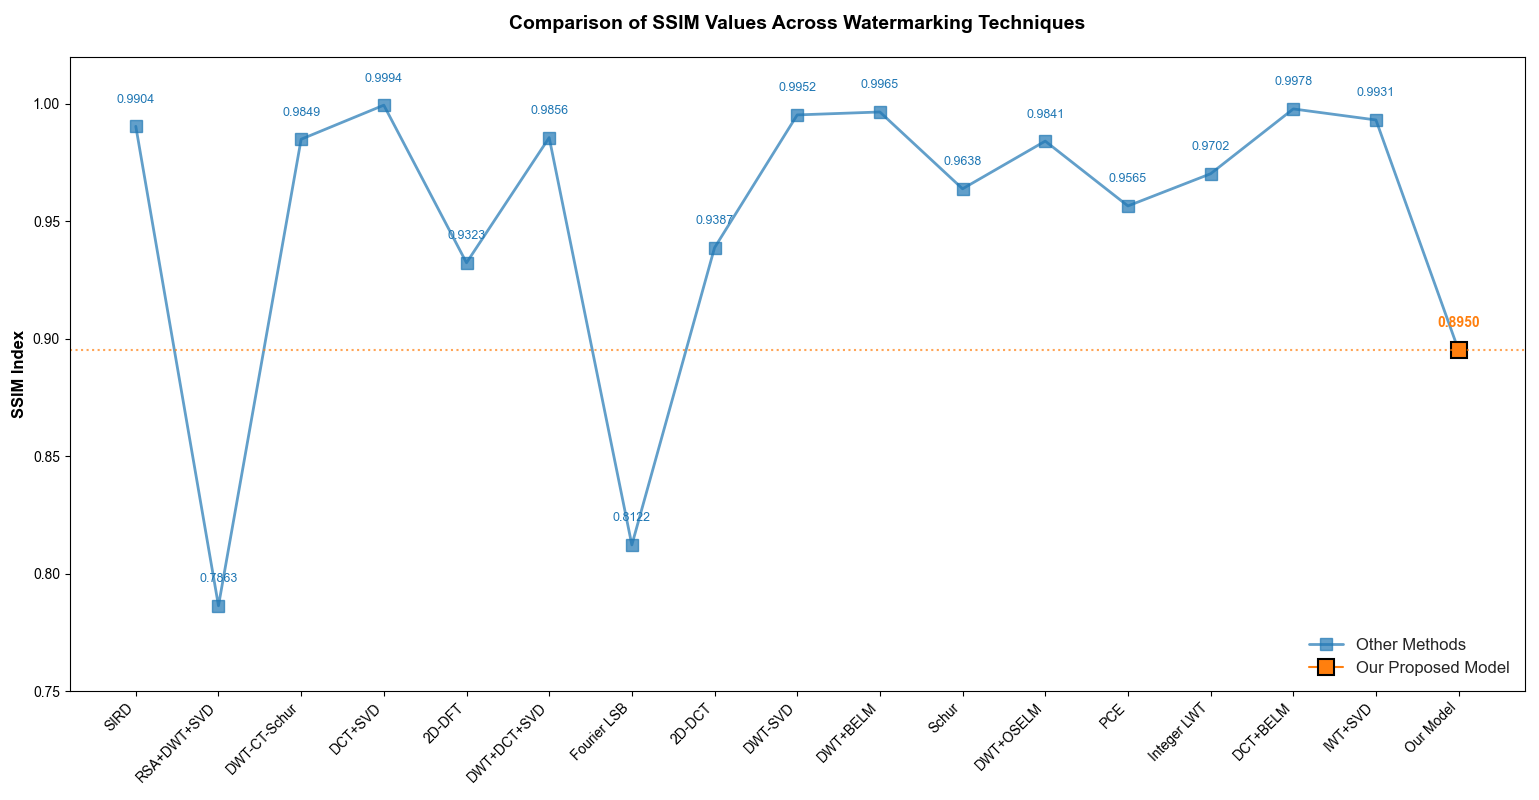 Comparison of SSIM Values Across Watermarking Techniques
SSIM Index
1.00
0.95
0.90
0.85
0.80
0.75
0.9904
0.7863
0.9849
0.9994
0.9323
0.9856
0.8122
0.9387
0.9952
0.9965
0.9638
0.9841
0.9565
0.9702
0.9978
0.9931
0.8950
Other Methods
Our Proposed Model
SIRD
RSA+DWT+SVD
DWT-CT-Schur
DCT+SVD
2D-DFT
DWT+DCT+SVD
Fourier LSB
2D-DCT
DWT-SVD
DWT+BELM
Schur
DWT+OSELM
PCE
Integer LWT
DCT+BELM
IWT+SVD
Our Model